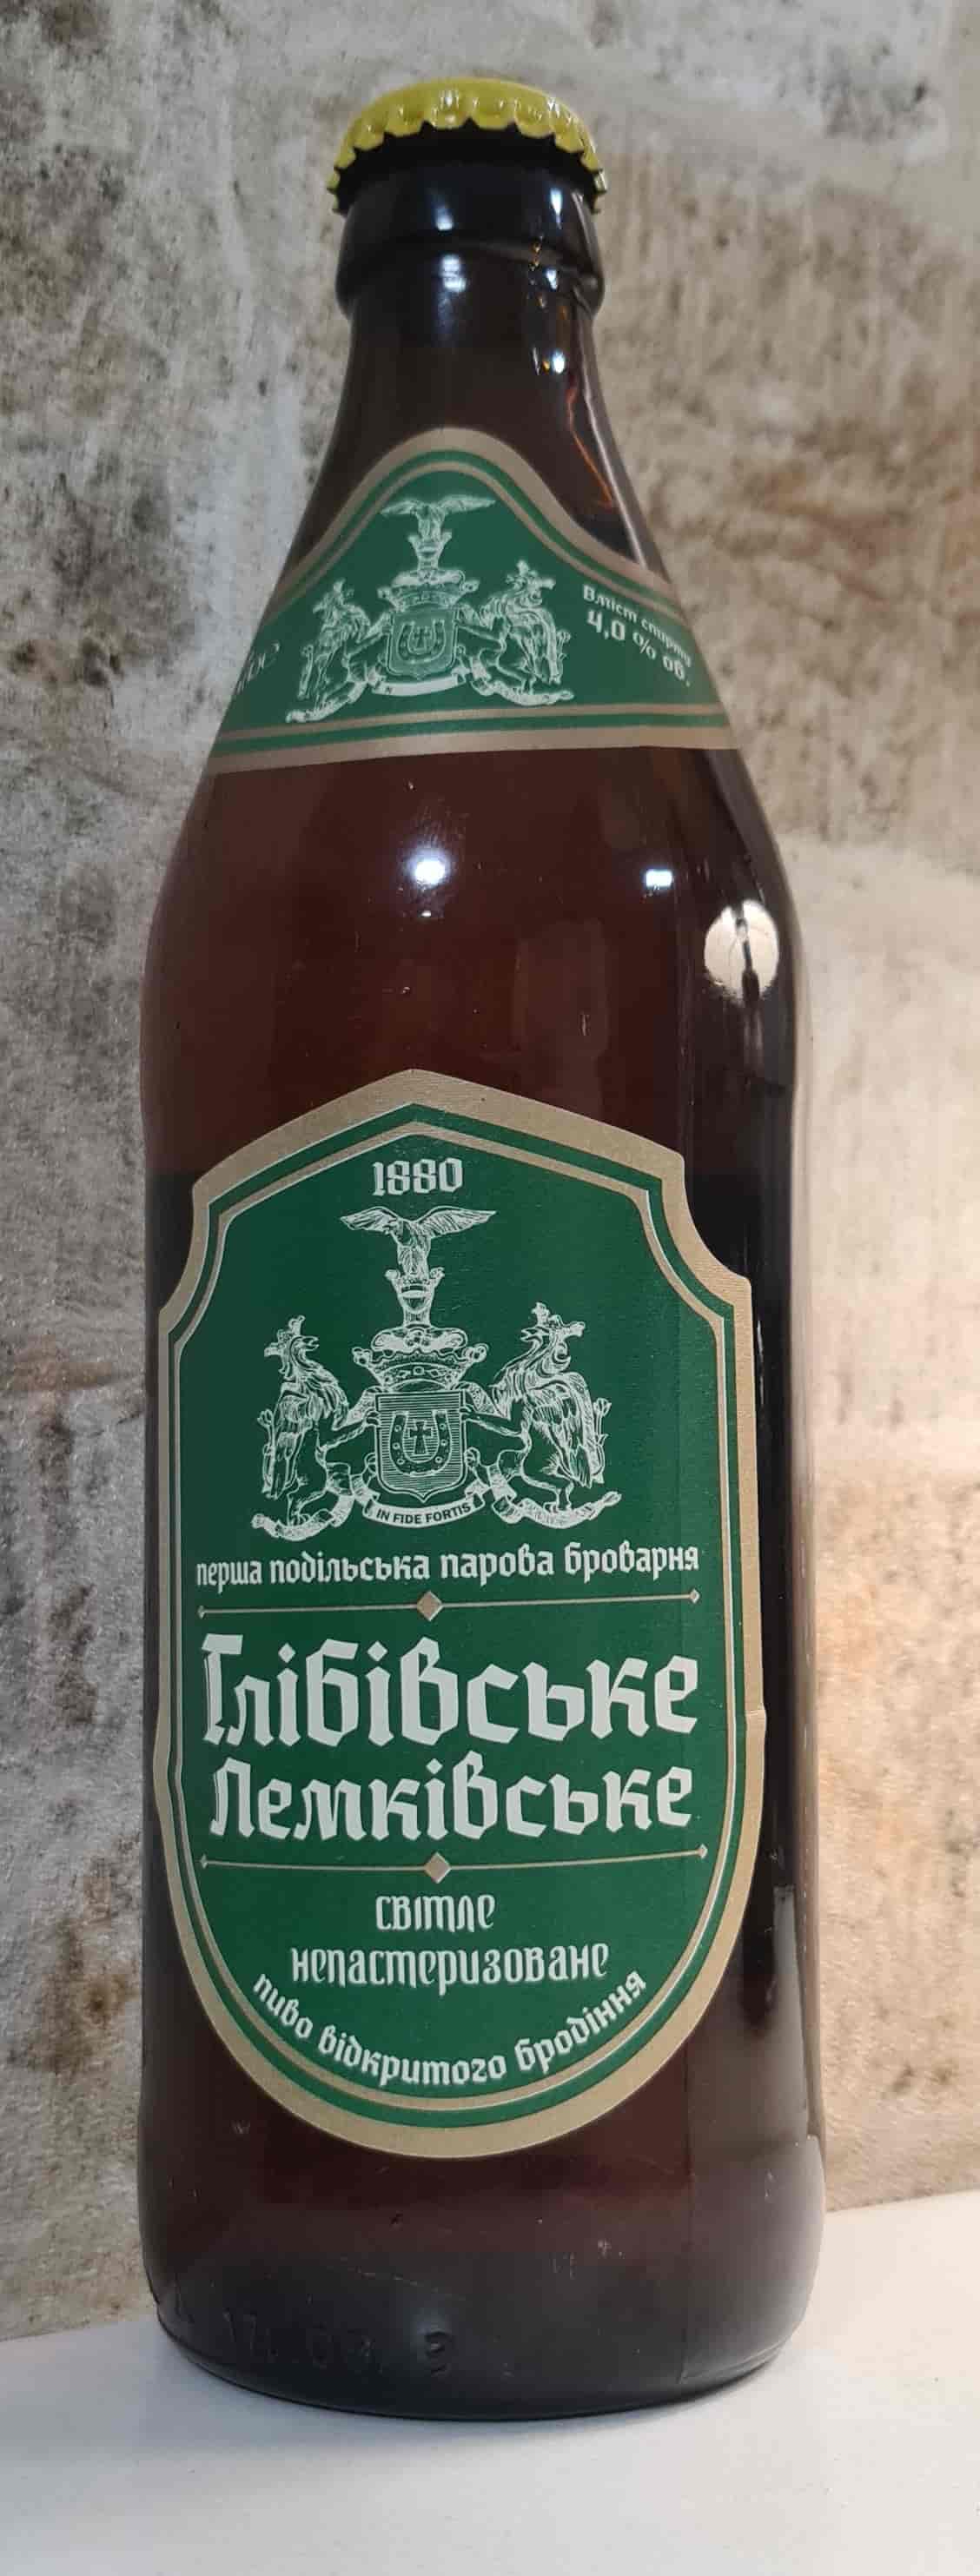 Вміст спирту
4,0 % об.
1880
IN FIDE FORTIS
перша подільська парова броварня
Глібівське
Лемківське
світле
непастеризоване
пиво відкритого бродіння